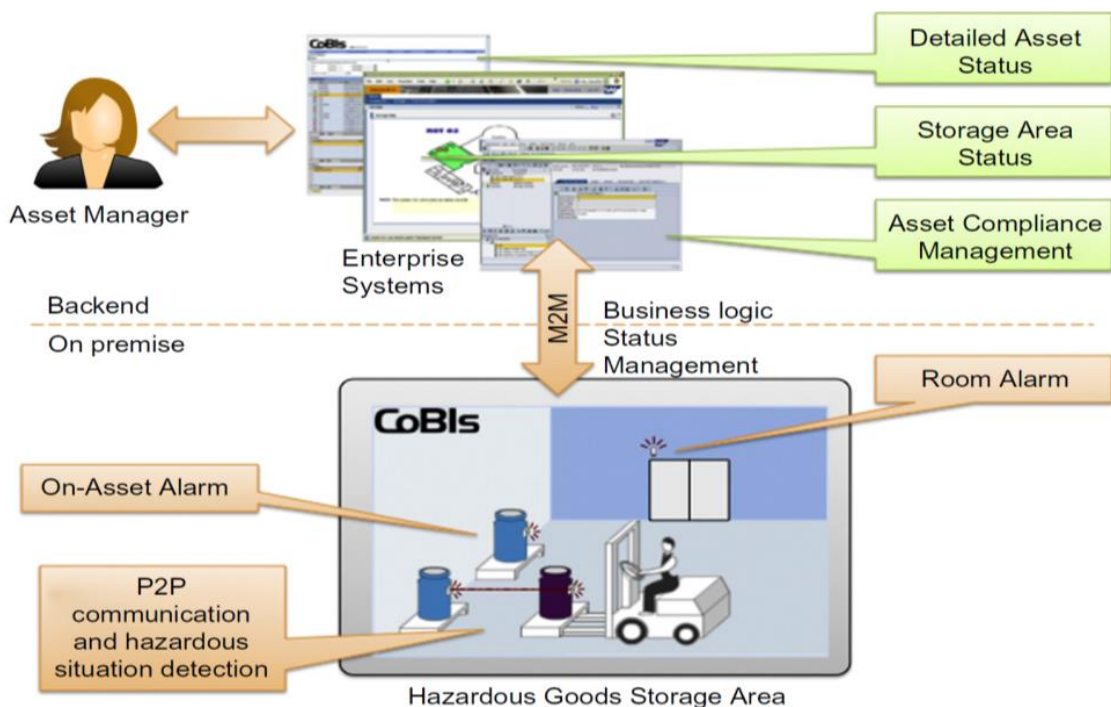 CoBIs
Detailed Asset
Status
Storage Area
Status
Asset Manager
Asset Compliance
Management
Enterprise
Systems
Backend
On premise
M2M
Business logic
Status
Management
Room Alarm
CoBIs
On-Asset Alarm
P2P
communication
and hazardous
situation detection
Hazardous Goods Storage Area